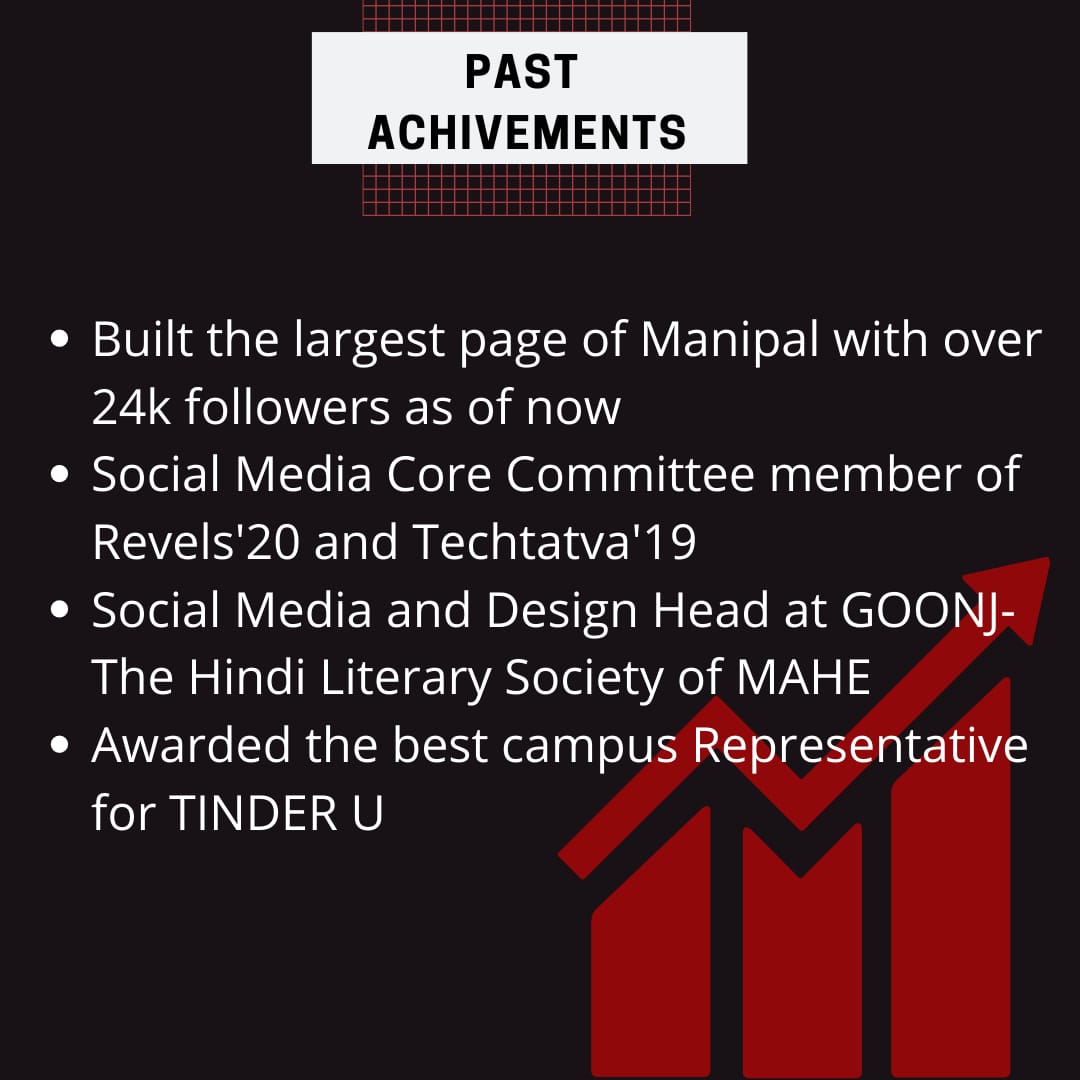 PAST
ACHIVEMENTS
• Built the largest page of Manipal with over
24k followers as of now
• Social Media Core Committee member of
Revels'20 and Techtatva'19
• Social Media and Design Head at GOONJ-
The Hindi Literary Society of MAHE
• Awarded the best campus Representative
for TINDER U